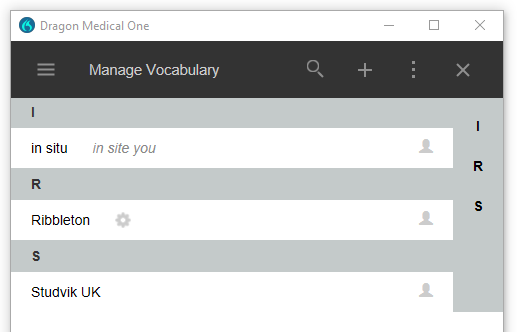 Dragon Medical One
Manage Vocabulary
I
in situ in site you
R
Ribbleton
S
Studvik UK
I
R
S